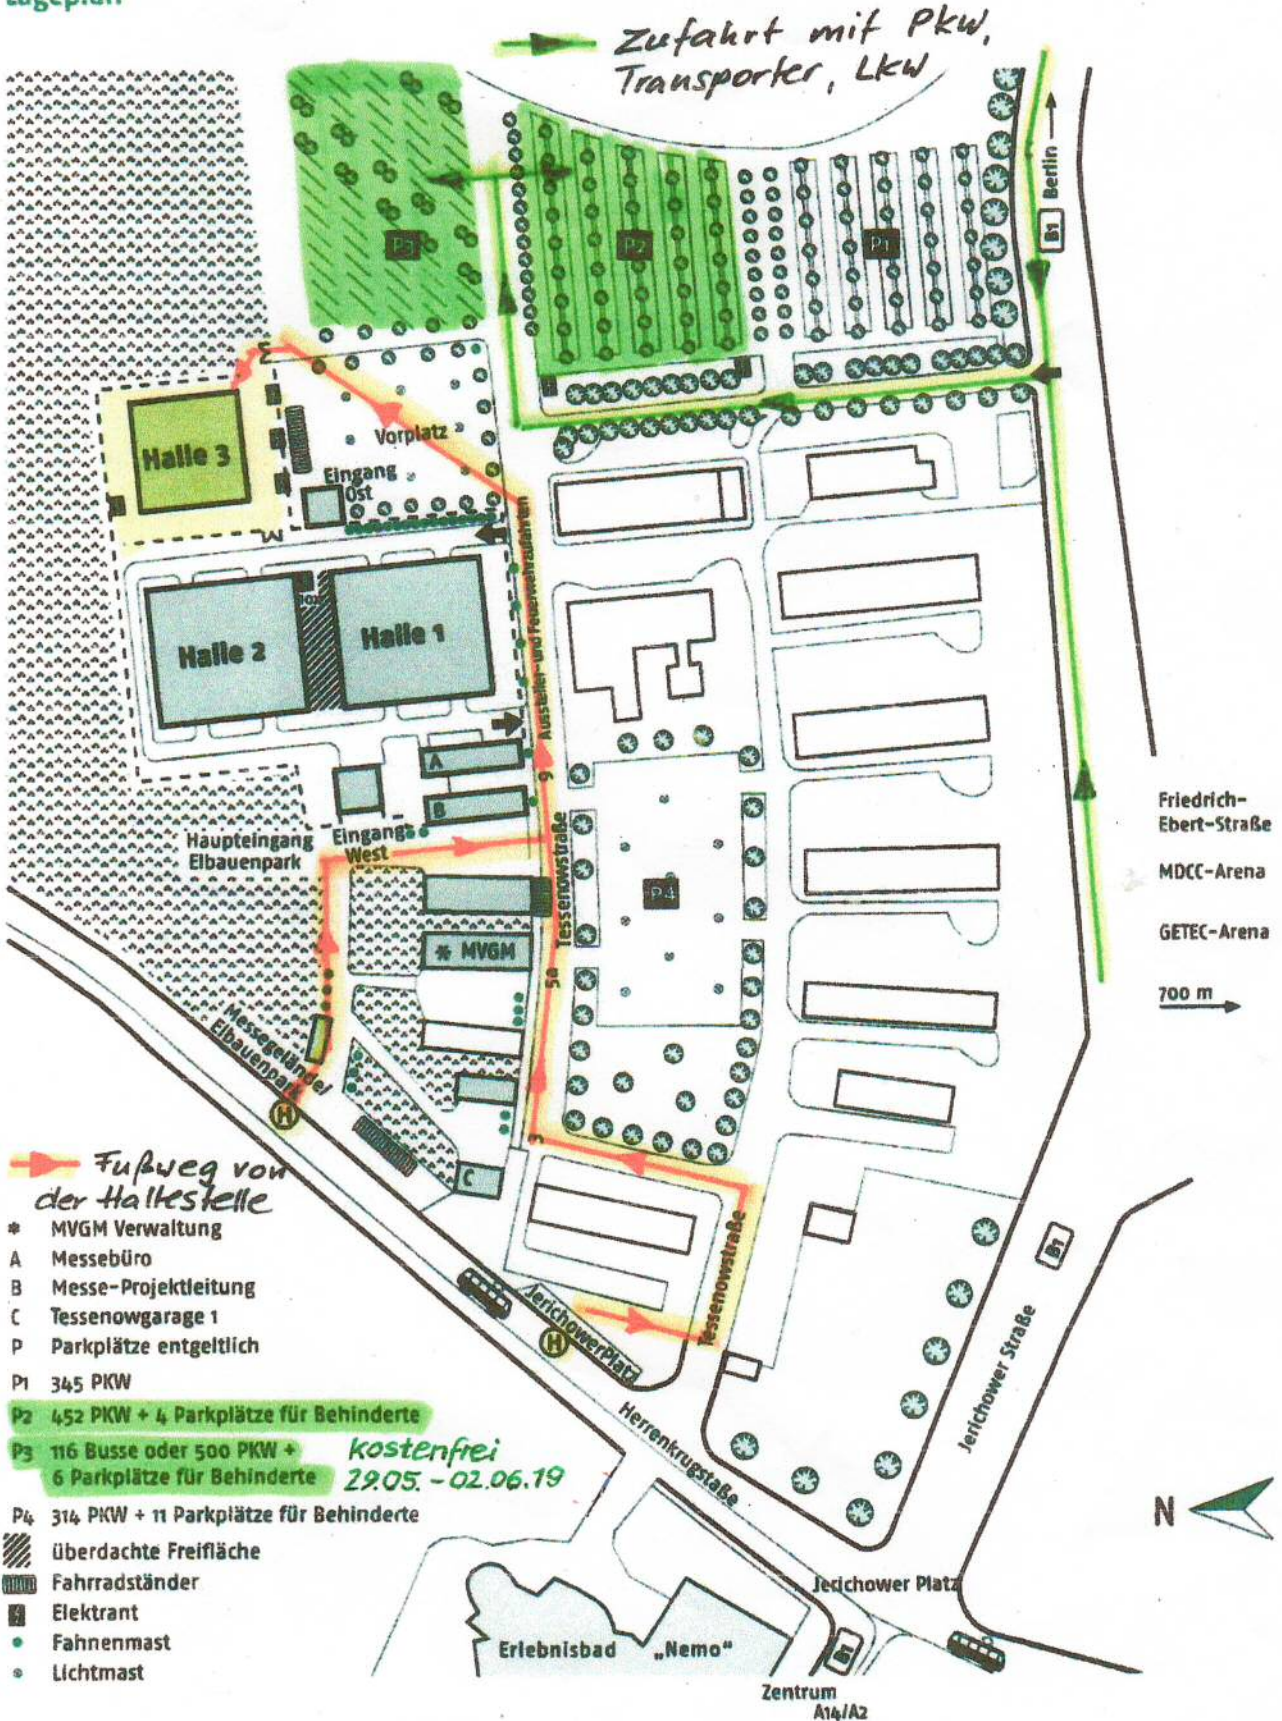 Lageplan
Zufahrt mit PKW,
Transporter, LKW
Berlin
B1
P3
P2
P1
Halle 3
Vorplatz
Eingang
Ost
Aussteller- und Feuerwehrzufahrten
Halle 2
Halle 1
A
9
B
Haupteingang
Elbauenpark
Eingang
West
Tessenowstraße
P4
Friedrich-
Ebert-Straße
MDCC-Arena
GETEC-Arena
700 m
* MVGM
5a
Messegelände/
Elbauenpark
H
3
C
Fußweg von
der Haltestelle
* MVGM Verwaltung
A Messebüro
B Messe-Projektleitung
C Tessenowgarage 1
P Parkplätze entgeltlich
P1 345 PKW
P2 452 PKW + 4 Parkplätze für Behinderte
P3 116 Busse oder 500 PKW +
6 Parkplätze für Behinderte
kostenfrei
29.05. - 02.06.19
P4 314 PKW + 11 Parkplätze für Behinderte
überdachte Freifläche
Fahrradständer
Elektrant
Fahnenmast
Lichtmast
Tessenowstraße
Jerichower Platz
H
B1
Jerichower Straße
Herrenkrugstaße
N
Jerichower Platz
Erlebnisbad „Nemo“
B1
Zentrum
A14/A2